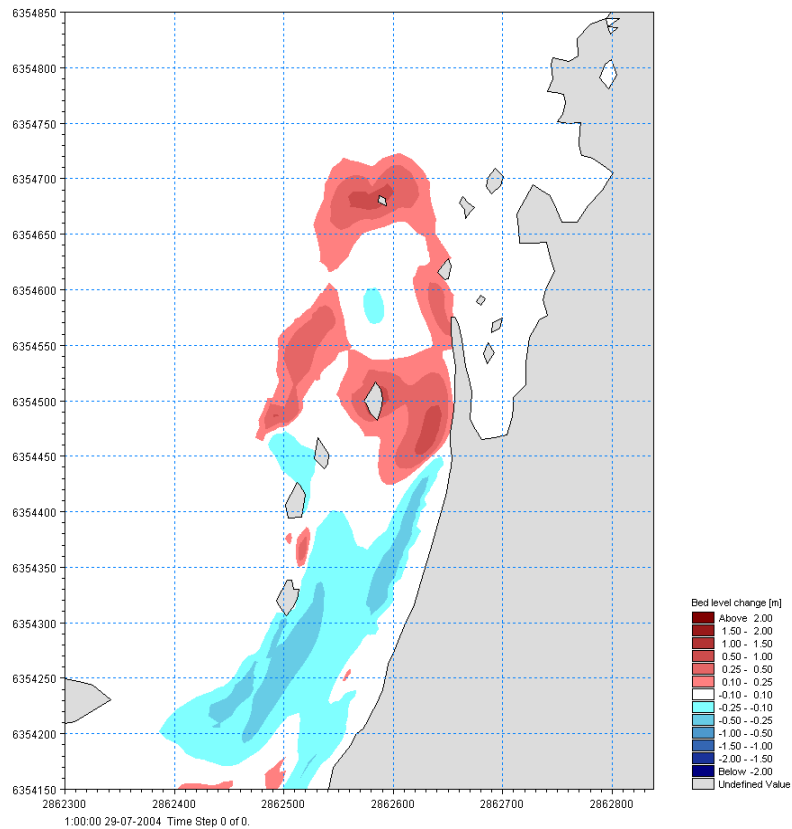 6354850
6354800
6354750
6354700
6354650
6354600
6354550
6354500
6354450
6354400
6354350
6354300
6354250
6354200
6354150
2862300 2862400 2862500 2862600 2862700 2862800
1:00:00 29-07-2004 Time Step 0 of 0.
Bed level change [m]
Above 2.00
1.50 - 2.00
1.00 - 1.50
0.50 - 1.00
0.25 - 0.50
0.10 - 0.25
-0.10 - 0.10
-0.25 - -0.10
-0.50 - -0.25
-1.00 - -0.50
-1.50 - -1.00
-2.00 - -1.50
Below -2.00
Undefined Value